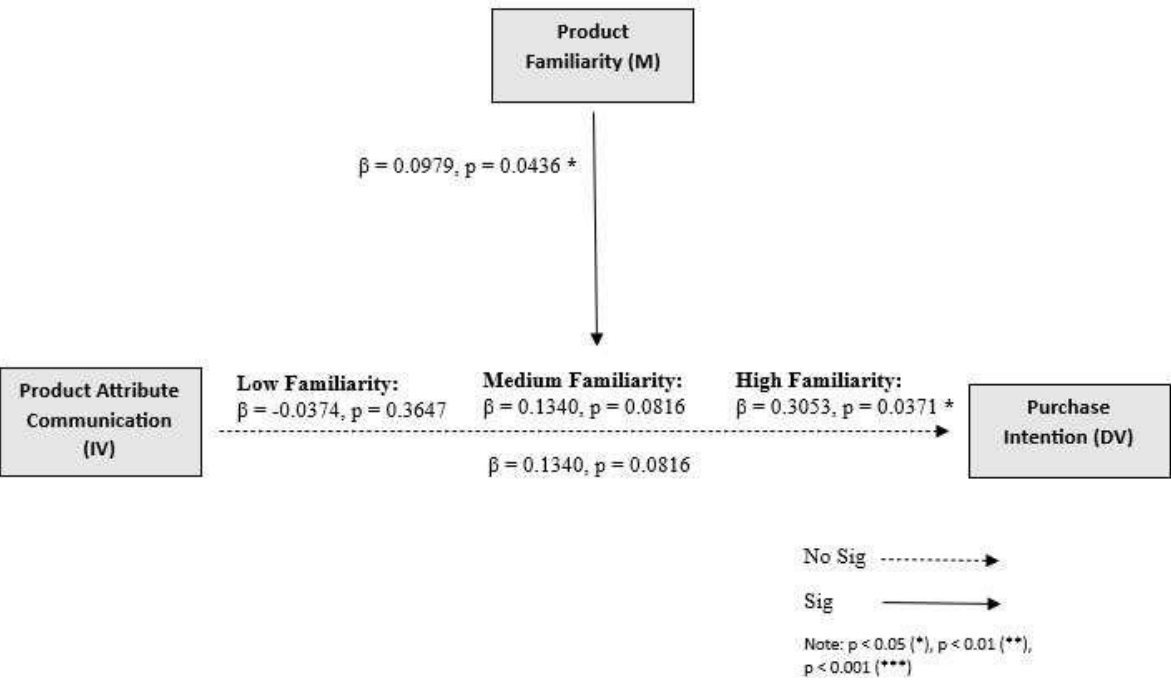 Product
Familiarity (M)
β = 0.0979, p = 0.0436 *
Product Attribute
Communication
(IV)
Low Familiarity:
β = -0.0374, p = 0.3647
Medium Familiarity:
β = 0.1340, p = 0.0816
High Familiarity:
β = 0.3053, p = 0.0371 *
β = 0.1340, p = 0.0816
Purchase
Intention (DV)
No Sig
Sig
Note: p < 0.05 (*), p < 0.01 (**),
p < 0.001 (***)